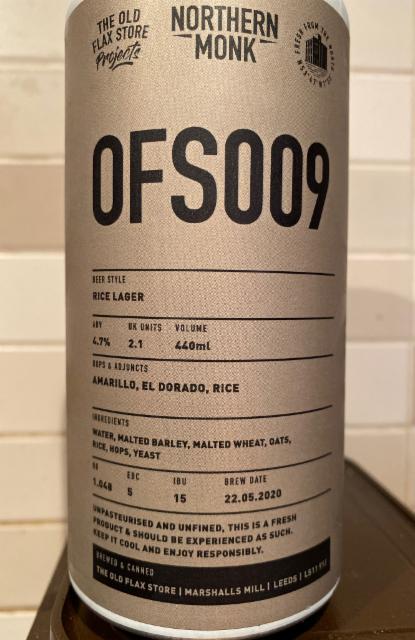 THE OLD
FLAX STORE
Projects
NORTHERN
MONK
FRESH FROM THE NORTH
OFS009
BEER STYLE
RICE LAGER
ABV UK UNITS VOLUME
4.7% 2.1 440ml
HOPS & ADJUNCTS
AMARILLO, EL DORADO, RICE
INGREDIENTS
WATER, MALTED BARLEY, MALTED WHEAT, OATS,
RICE, HOPS, YEAST
OG EBC IBU BREW DATE
1.048 5 15 22.05.2020
UNPASTEURISED AND UNFINED, THIS IS A FRESH
PRODUCT & SHOULD BE EXPERIENCED AS SUCH.
KEEP IT COOL AND ENJOY RESPONSIBLY.
BREWED & CANNED
THE OLD FLAX STORE | MARSHALLS MILL | LEEDS | LS11 9YJ